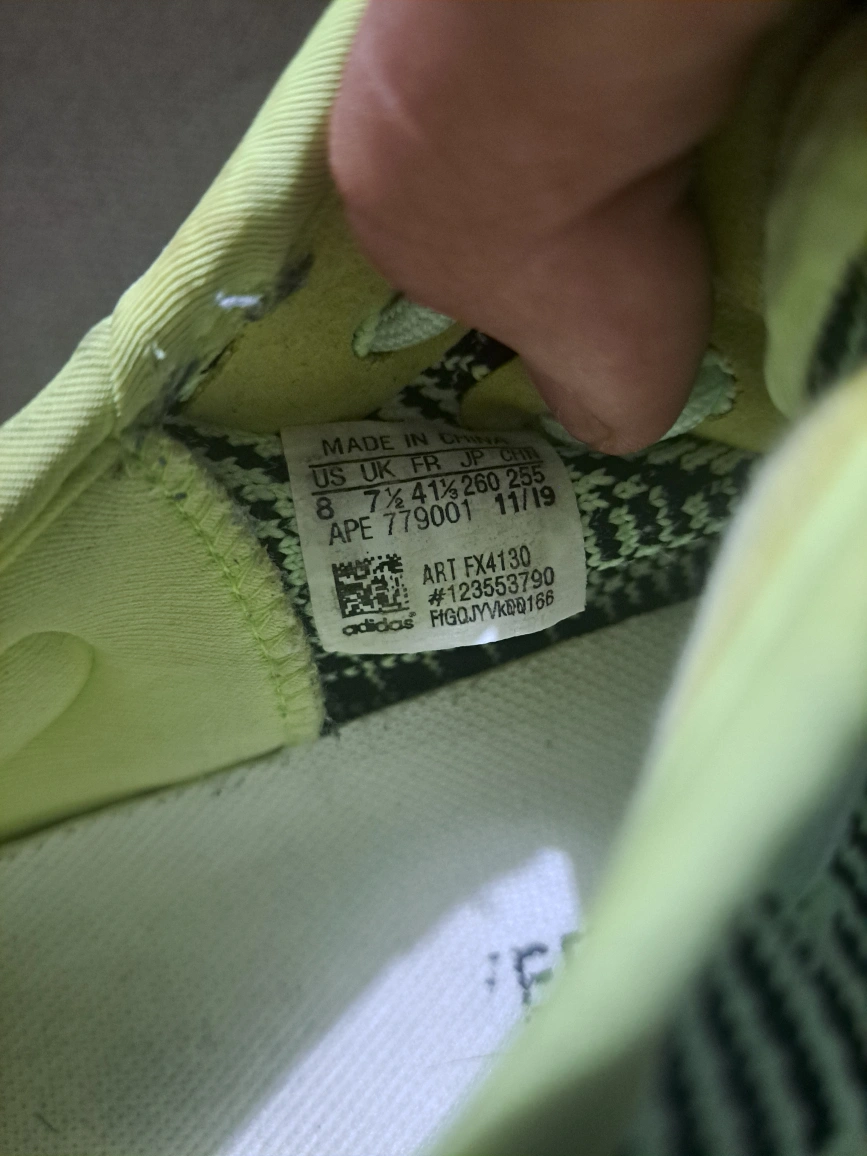 MADE IN CHINA
US UK FR JP CHN
8 7½ 41⅓ 260 255
APE 779001 11/19
ART FX4130
#123553790
adidas